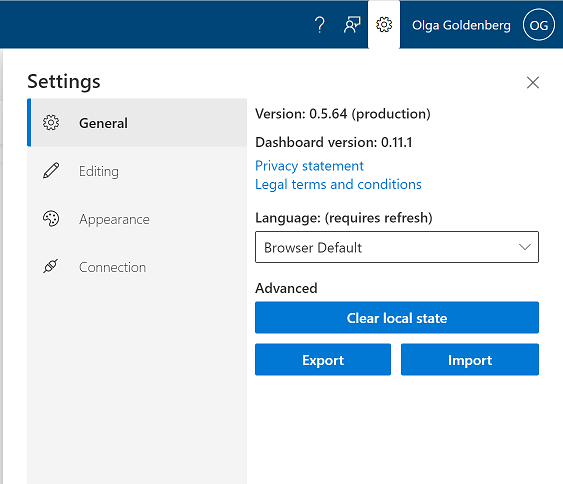 ?
Olga Goldenberg
OG
Settings
General
Editing
Appearance
Connection
Version: 0.5.64 (production)
Dashboard version: 0.11.1
Privacy statement
Legal terms and conditions
Language: (requires refresh)
Browser Default
Advanced
Clear local state
Export
Import